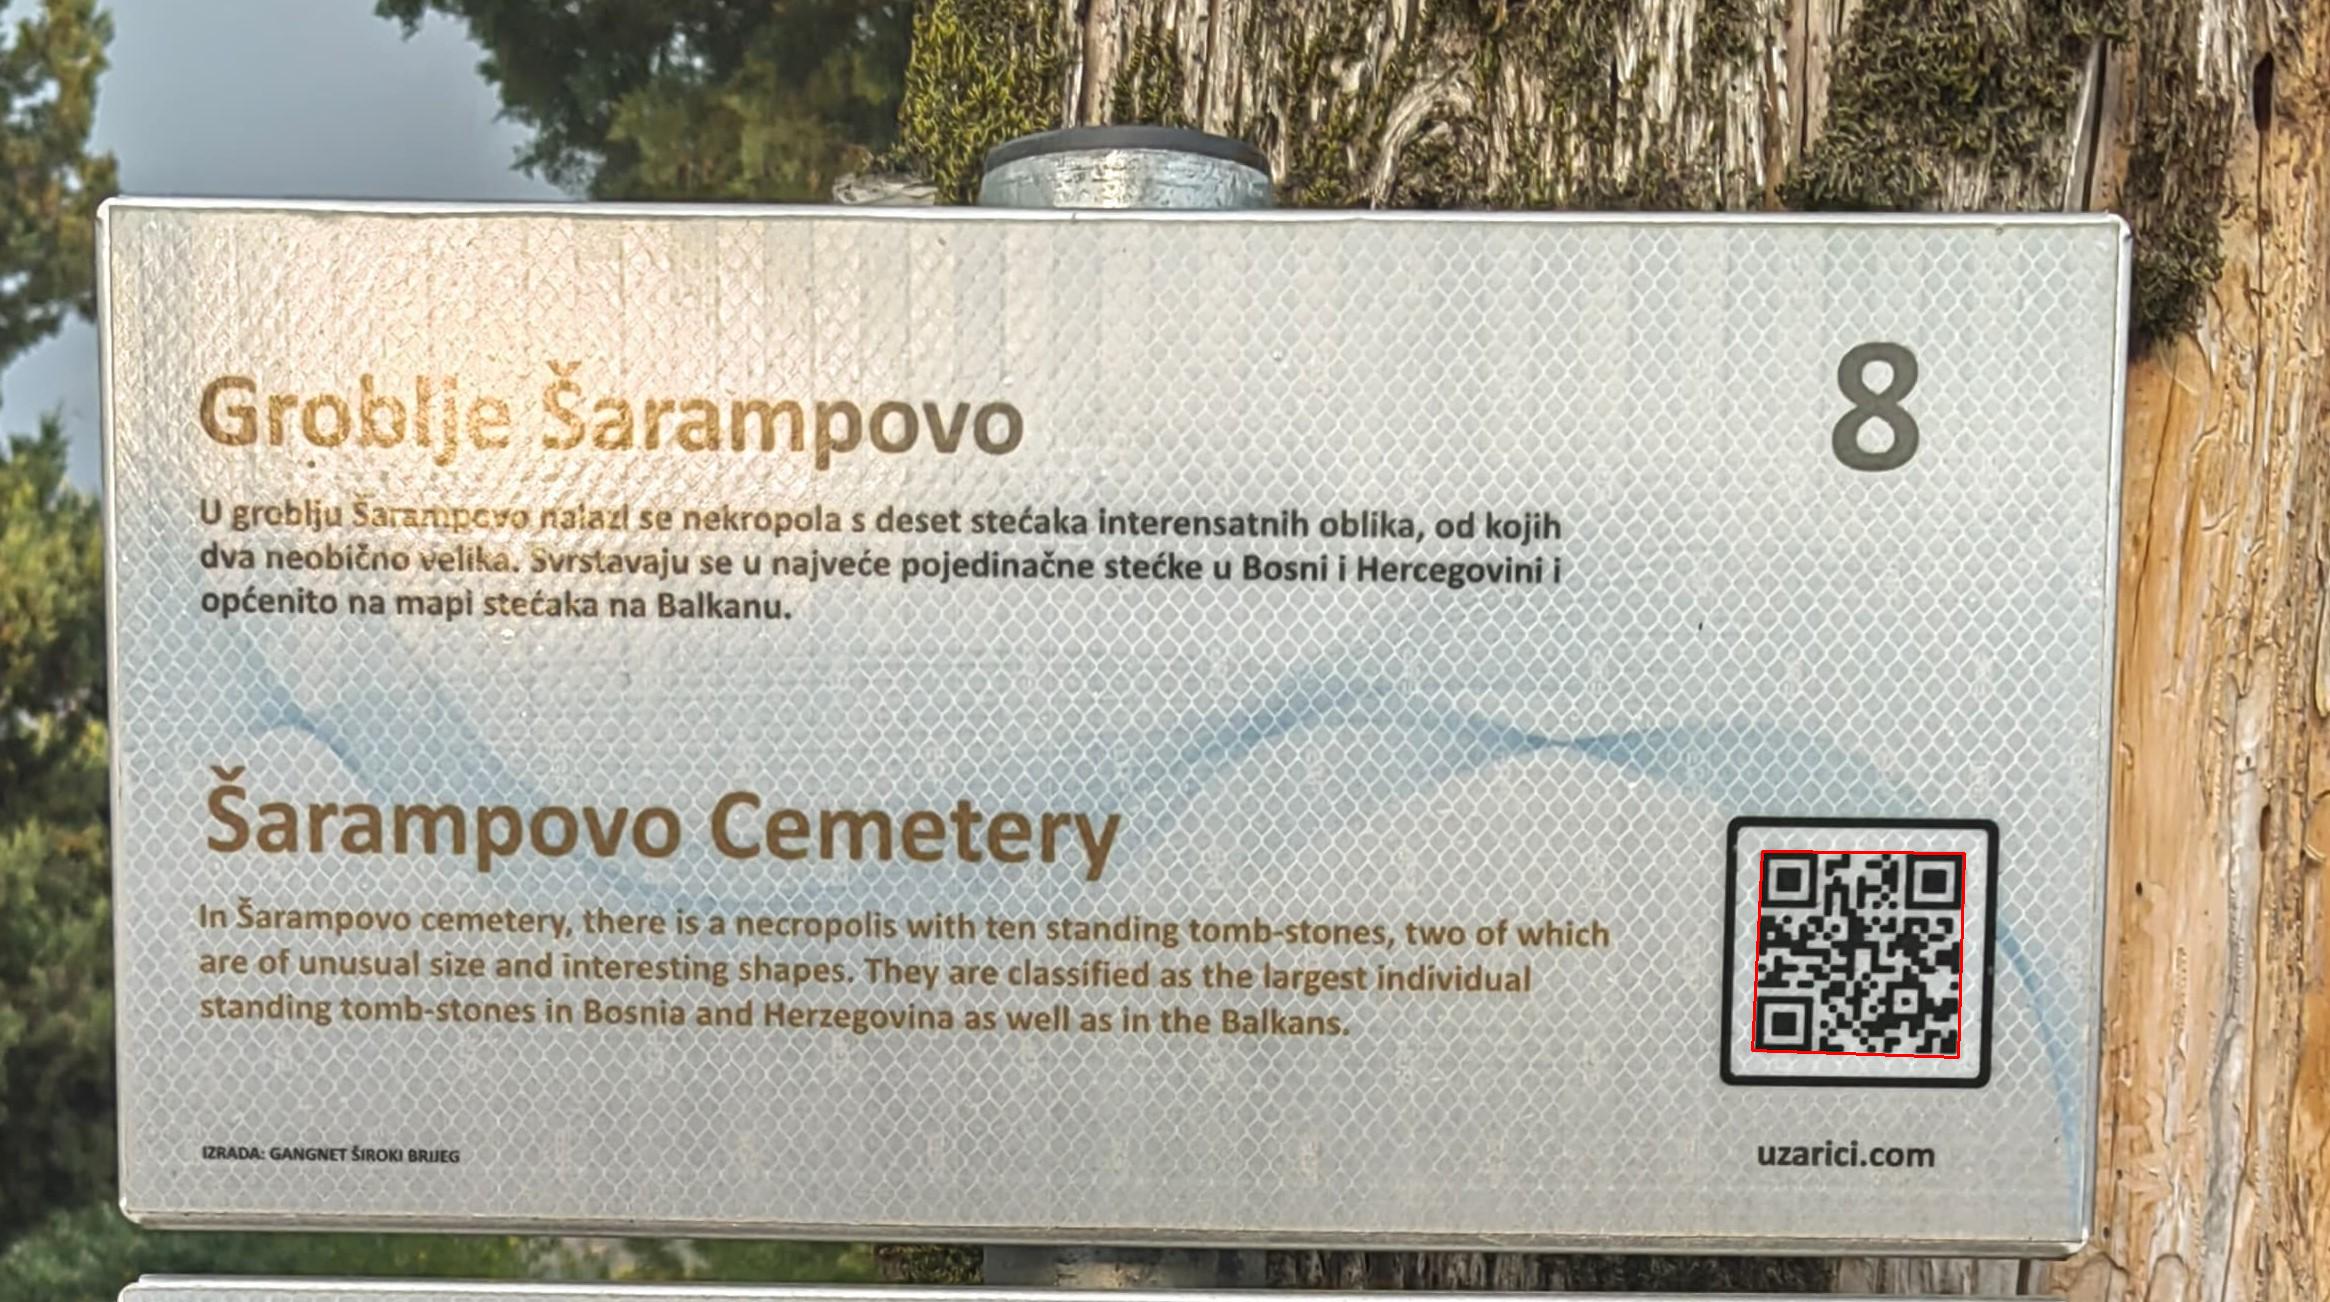 Groblje Šarampovo
8
U groblju Šarampovo nalazi se nekropola s deset stećaka interensatnih oblika, od kojih
dva neobično velika. Svrstavaju se u najveće pojedinačne stećke u Bosni i Hercegovini i
općenito na mapi stećaka na Balkanu.
Šarampovo Cemetery
In Šarampovo cemetery, there is a necropolis with ten standing tomb-stones, two of which
are of unusual size and interesting shapes. They are classified as the largest individual
standing tomb-stones in Bosnia and Herzegovina as well as in the Balkans.
IZRADA: GANGNET ŠIROKI BRIJEG
uzarici.com